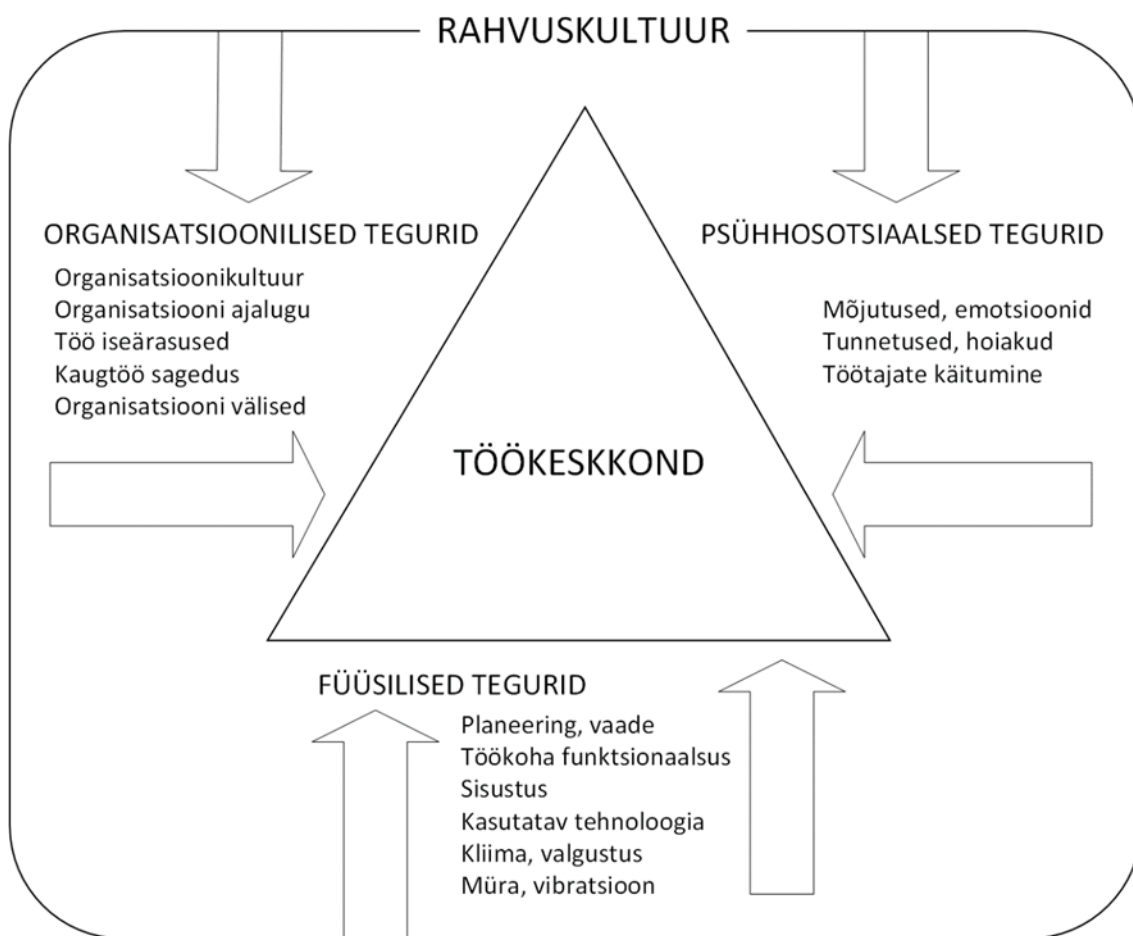 RAHVUSKULTUUR
ORGANISATSIOONILISED TEGURID
Organisatsioonikultuur
Organisatsiooni ajalugu
Töö iseärasused
Kaugtöö sagedus
Organisatsiooni välised
PSÜHHOSOTSIAALSED TEGURID
Mõjutused, emotsioonid
Tunnetused, hoiakud
Töötajate käitumine
TÖÖKESKKOND
FÜÜSILISED TEGURID
Planeering, vaade
Töökoha funktsionaalsus
Sisustus
Kasutatav tehnoloogia
Kliima, valgustus
Müra, vibratsioon